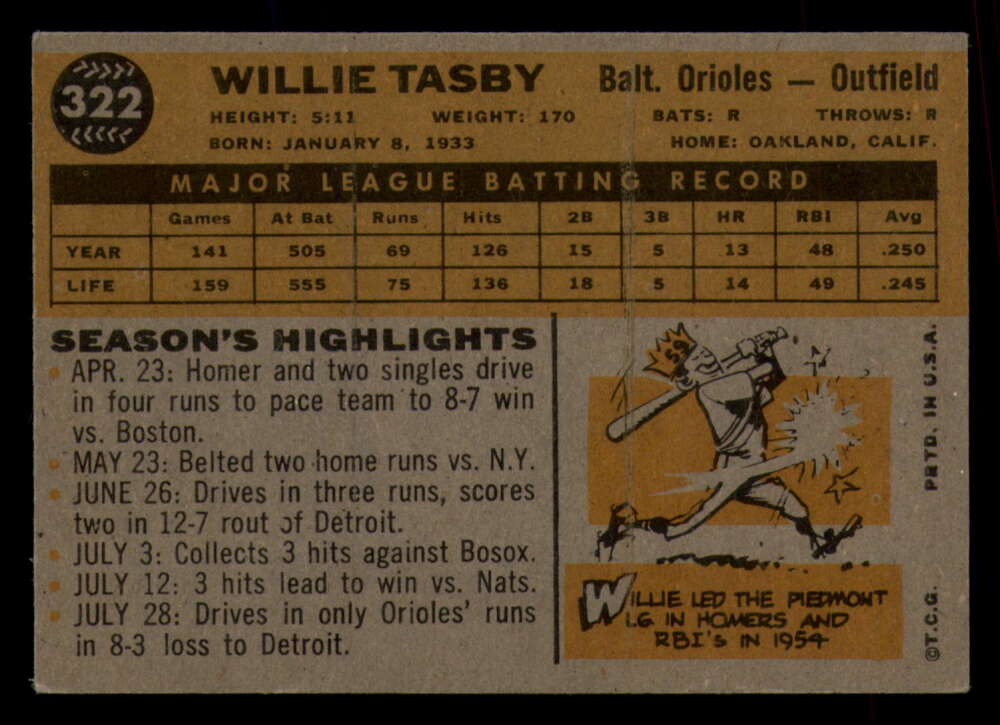 322
WILLIE TASBY Balt. Orioles — Outfield
HEIGHT: 5:11 WEIGHT: 170 BATS: R THROWS: R
BORN: JANUARY 8, 1933 HOME: OAKLAND, CALIF.
MAJOR LEAGUE BATTING RECORD
Games At Bat Runs Hits 2B 3B HR RBI Avg
YEAR 141 505 69 126 15 5 13 48 .250
LIFE 159 555 75 136 18 5 14 49 .245
SEASON'S HIGHLIGHTS
• APR. 23: Homer and two singles drive
in four runs to pace team to 8-7 win
vs. Boston.
• MAY 23: Belted two home runs vs. N.Y.
• JUNE 26: Drives in three runs, scores
two in 12-7 rout of Detroit.
• JULY 3: Collects 3 hits against Bosox.
• JULY 12: 3 hits lead to win vs. Nats.
• JULY 28: Drives in only Orioles' runs
in 8-3 loss to Detroit.
WILLIE LED THE PIEDMONT
LG IN HOMERS AND
RBI'S IN 1954
©T.C.G. PRTD. IN U.S.A.